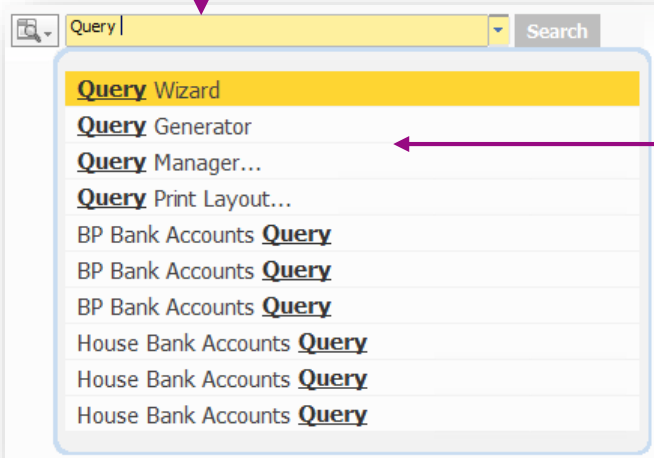 Query
Search
Query Wizard
Query Generator
Query Manager...
Query Print Layout...
BP Bank Accounts Query
BP Bank Accounts Query
BP Bank Accounts Query
House Bank Accounts Query
House Bank Accounts Query
House Bank Accounts Query